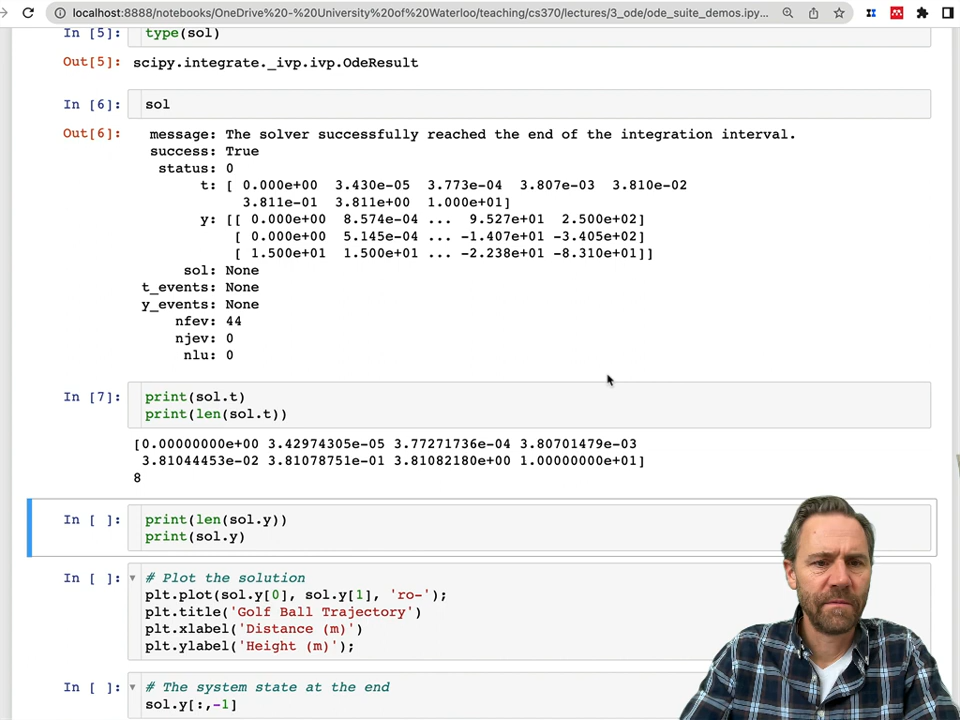 localhost:8888/notebooks/OneDrive%20-%20University%20of%20Waterloo/teaching/cs370/lectures/3_ode/ode_suite_demos.ipy...
In [5]: type(sol)
Out[5]: scipy.integrate._ivp.ivp.OdeResult
In [6]: sol
Out[6]: message: The solver successfully reached the end of the integration interval.
success: True
status: 0
t: [ 0.000e+00 3.430e-05 3.773e-04 3.807e-03 3.810e-02
3.811e-01 3.811e+00 1.000e+01]
y: [[ 0.000e+00 8.574e-04 ... 9.527e+01 2.500e+02]
[ 0.000e+00 5.145e-04 ... -1.407e+01 -3.405e+02]
[ 1.500e+01 1.500e+01 ... -2.238e+01 -8.310e+01]]
sol: None
t_events: None
y_events: None
nfev: 44
njev: 0
nlu: 0
In [7]: print(sol.t)
print(len(sol.t))
[0.00000000e+00 3.42974305e-05 3.77271736e-04 3.80701479e-03
3.81044453e-02 3.81078751e-01 3.81082180e+00 1.00000000e+01]
8
In [ ]: print(len(sol.y))
print(sol.y)
In [ ]: # Plot the solution
plt.plot(sol.y[0], sol.y[1], 'ro-');
plt.title('Golf Ball Trajectory')
plt.xlabel('Distance (m)')
plt.ylabel('Height (m)');
In [ ]: # The system state at the end
sol.y[:,-1]